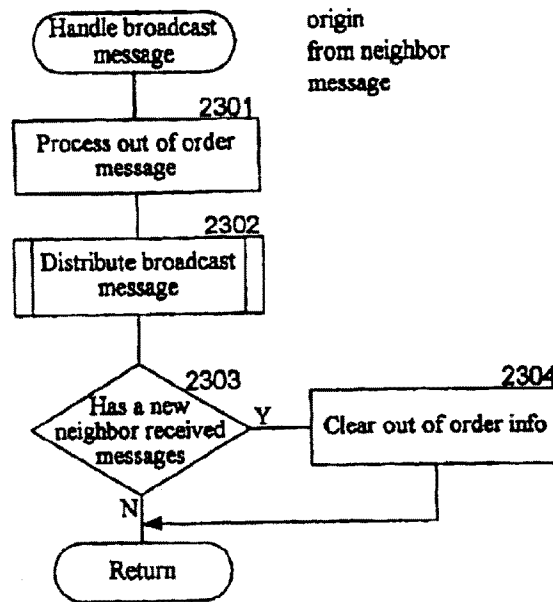 Handle broadcast
message
origin
from neighbor
message
2301
Process out of order
message
2302
Distribute broadcast
message
2303
Has a new
neighbor received
messages
Y
N
2304
Clear out of order info
Return